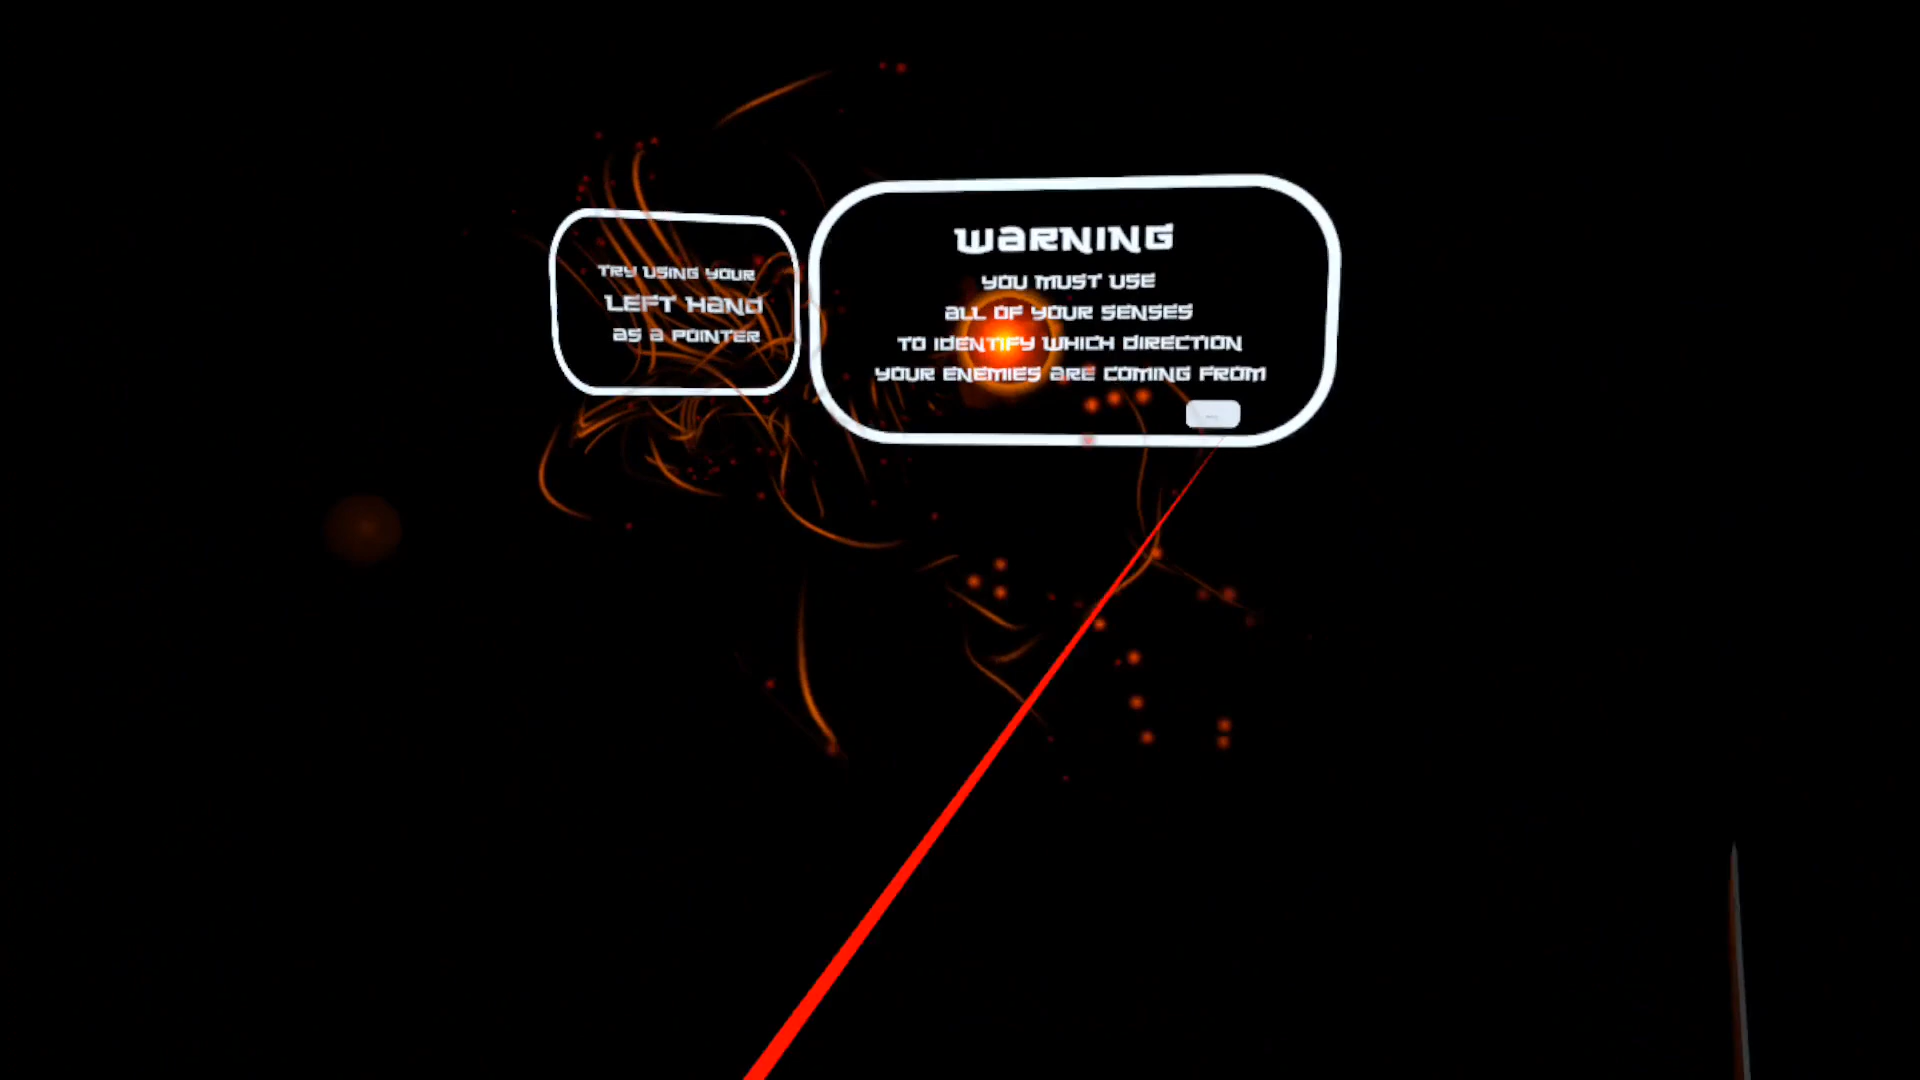 TRY USING YOUR
LEFT HAND
AS A POINTER
WARNING
YOU MUST USE
ALL OF YOUR SENSES
TO IDENTIFY WHICH DIRECTION
YOUR ENEMIES ARE COMING FROM